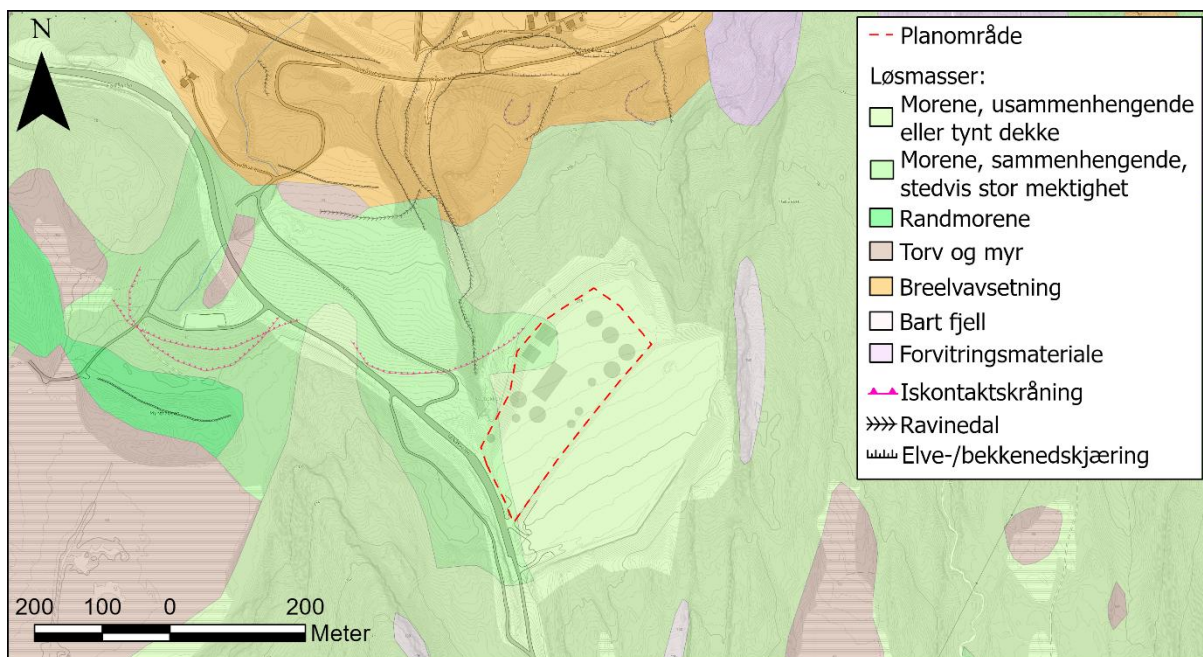 N
Planområde
Løsmasser:
Morene, usammenhengende
eller tynt dekke
Morene, sammenhengende,
stedvis stor mektighet
Randmorene
Torv og myr
Breelvavsetning
Bart fjell
Forvitringsmateriale
Iskontaktskråning
Ravinedal
Elve-/bekkenedskjæring
200 100 0 200
Meter